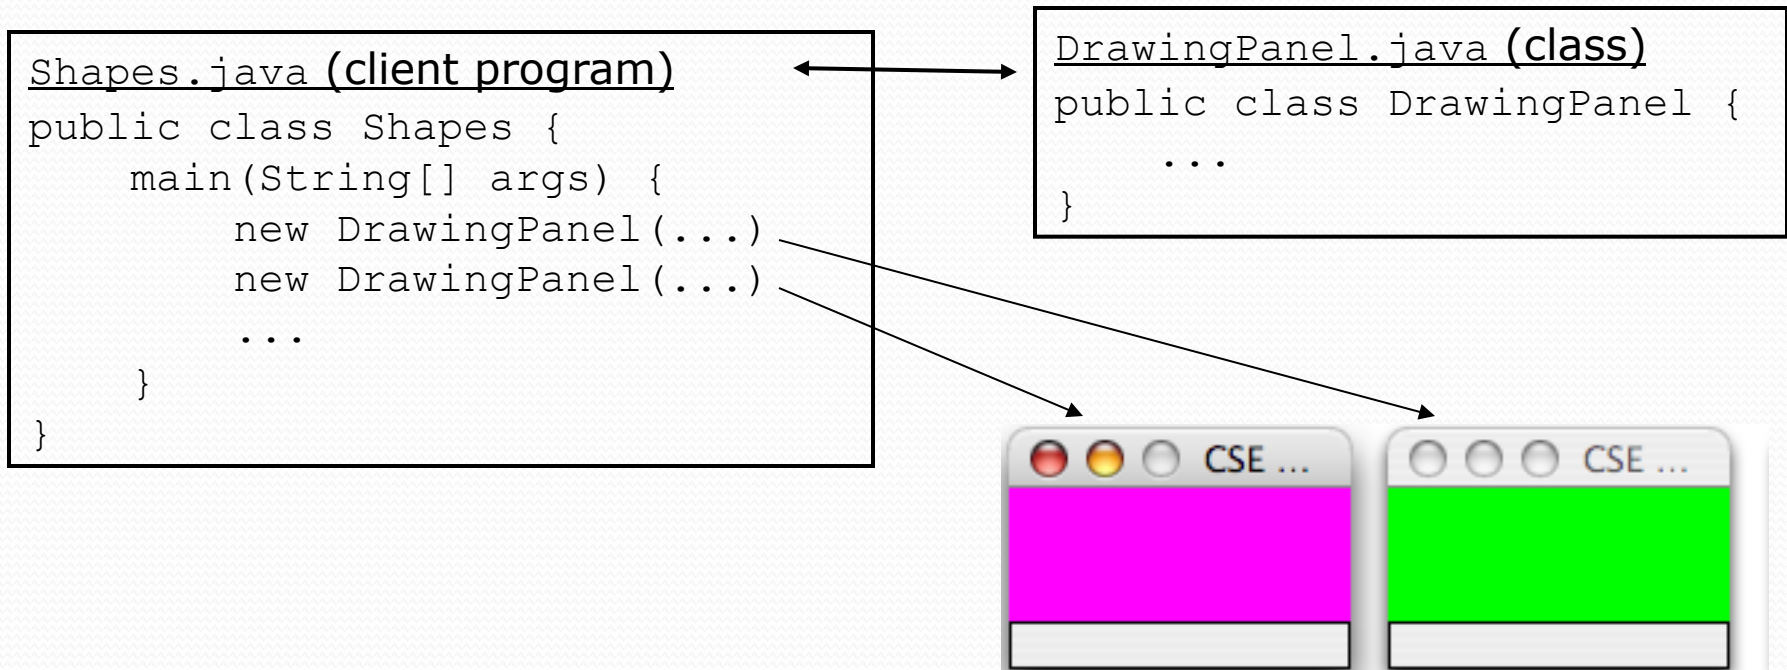 Shapes.java (client program)
public class Shapes {
    main(String[] args) {
        new DrawingPanel(...)
        new DrawingPanel(...)
        ...
    }
}
DrawingPanel.java (class)
public class DrawingPanel {
    ...
}
CSE ...
CSE ...